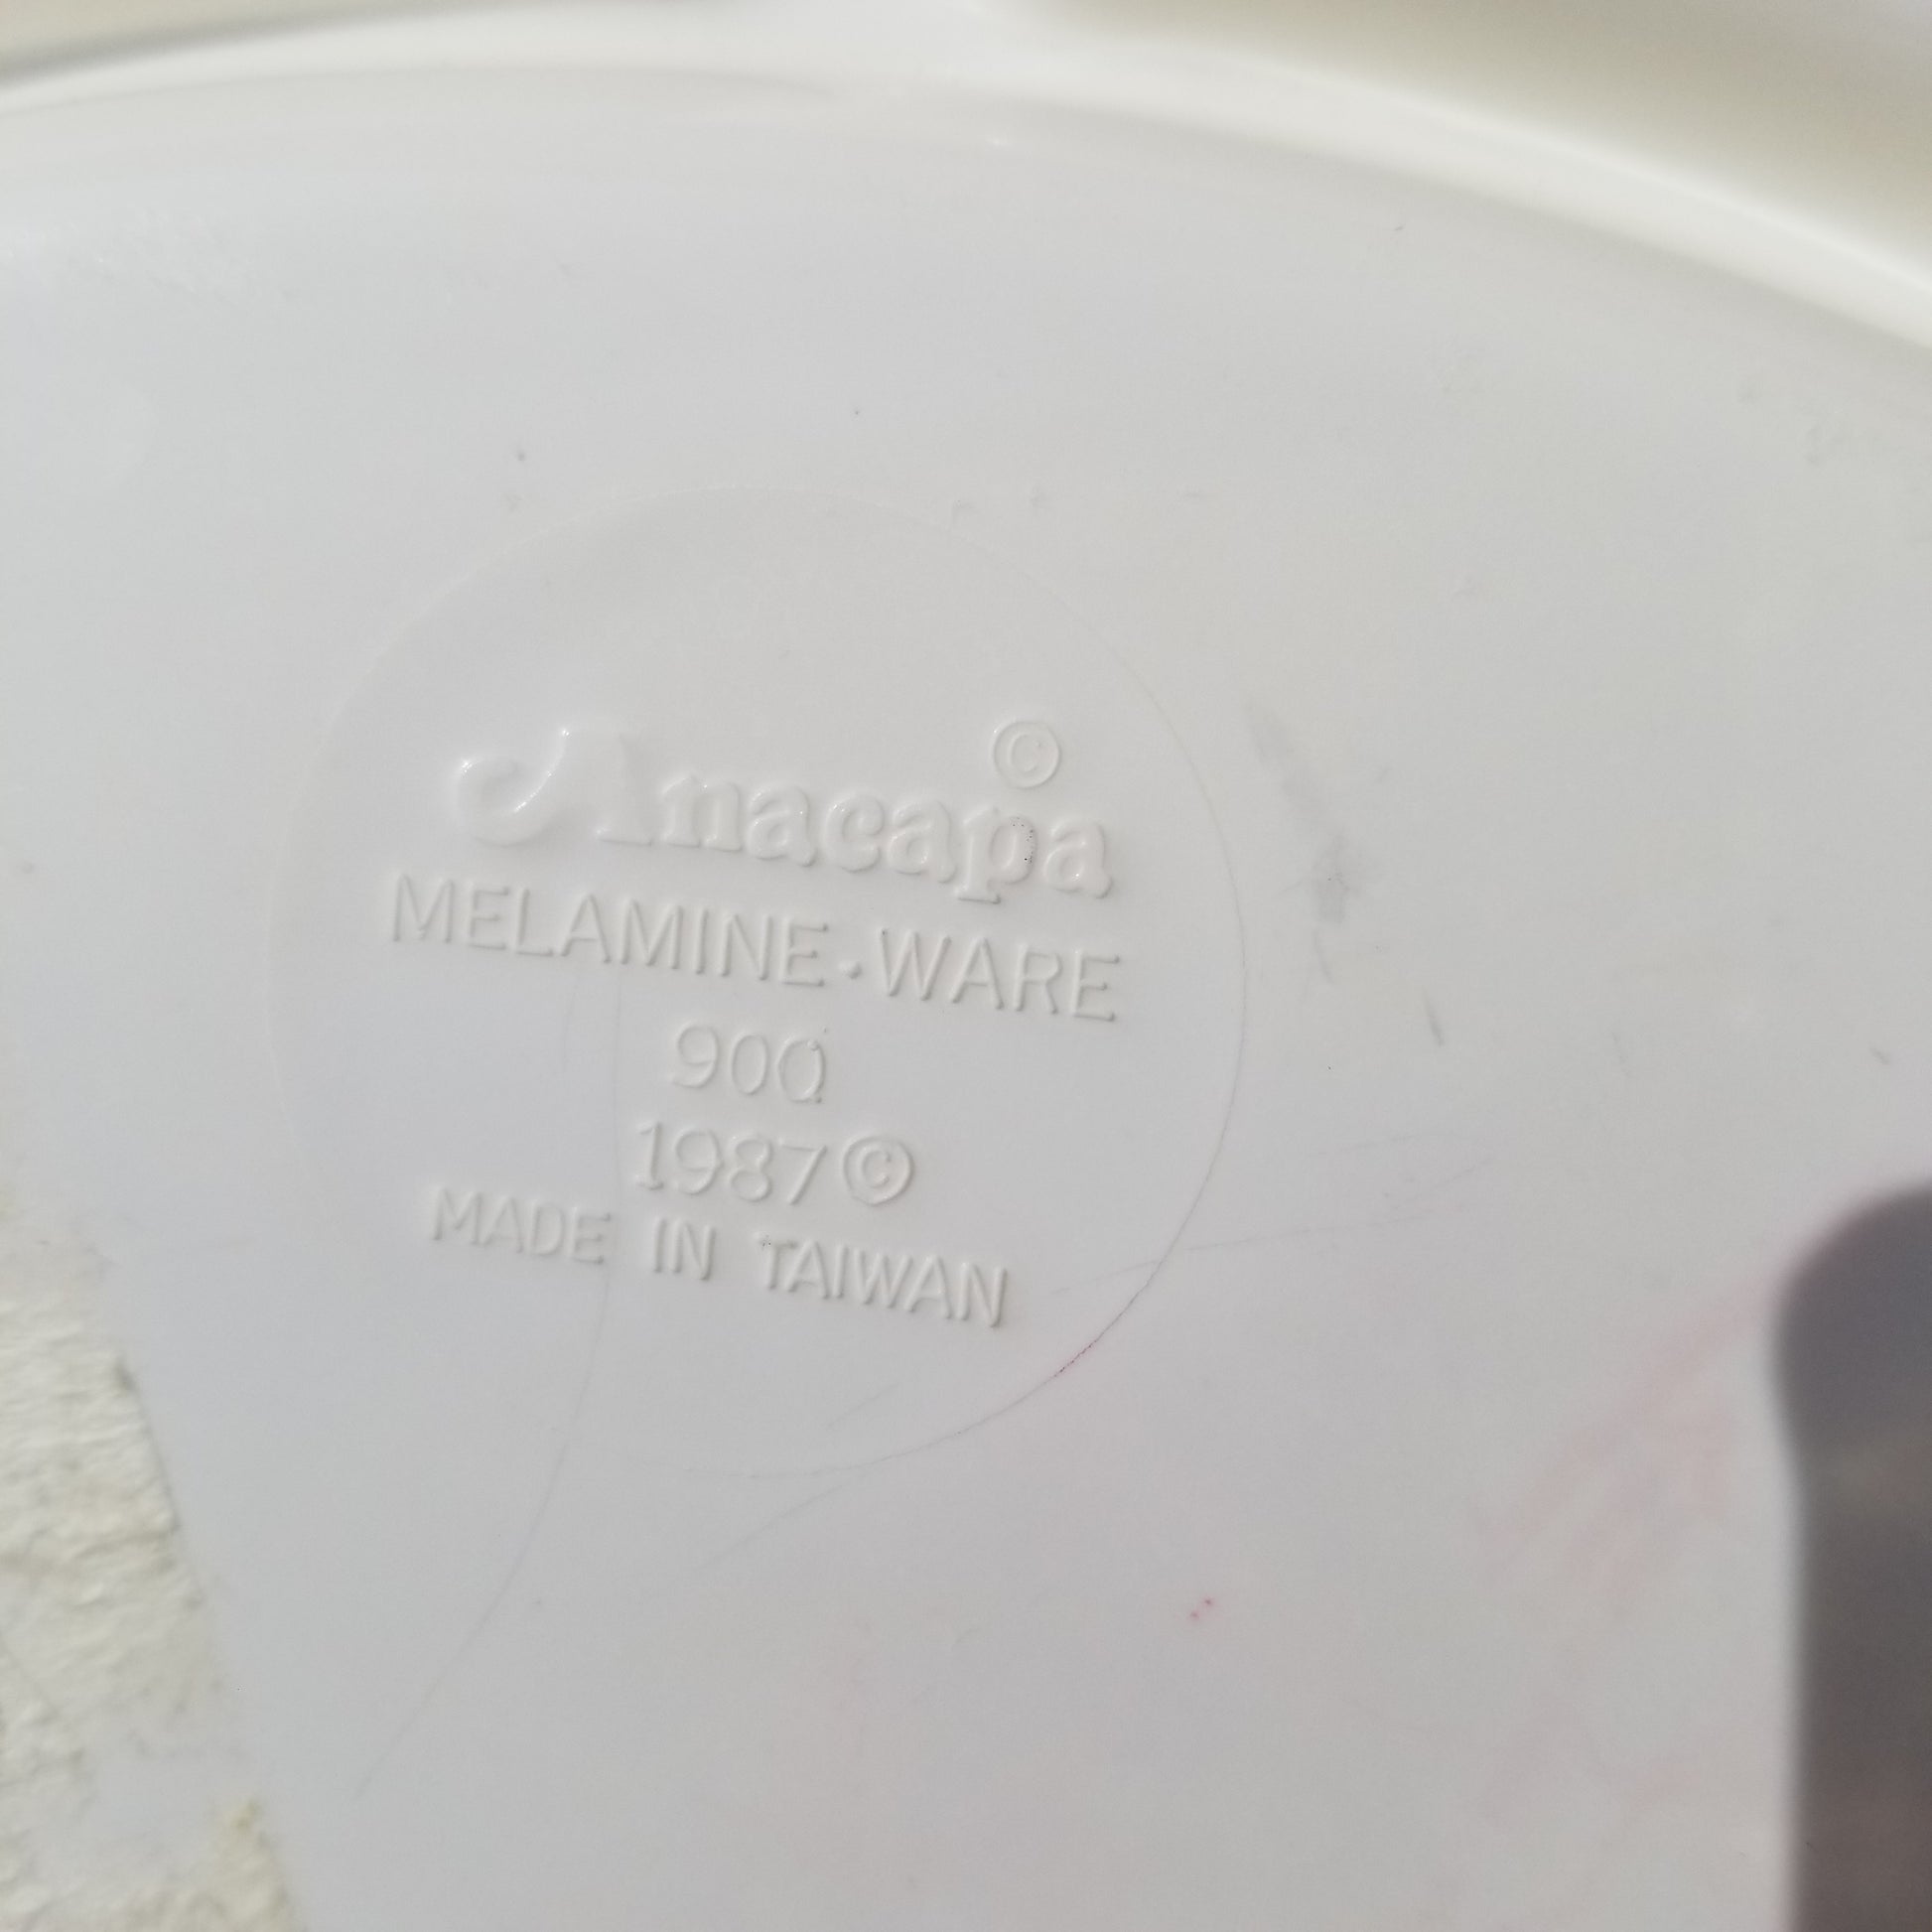 Anacapa©
MELAMINE·WARE
900
1987©
MADE IN TAIWAN